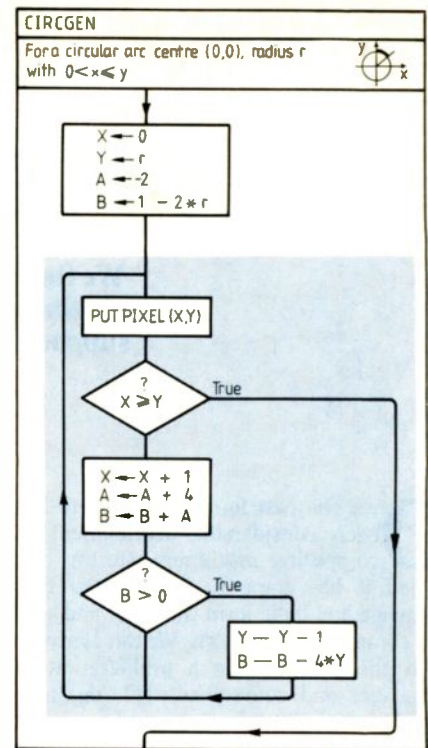 CIRCGEN
For a circular arc centre (0,0), radius r
with 0<x⩽y
y
x
X ← 0
Y ← r
A ← -2
B ← 1 - 2*r
PUT PIXEL (X,Y)
?
X ⩾ Y
True
X ← X + 1
A ← A + 4
B ← B + A
?
B > 0
True
Y — Y - 1
B — B - 4*Y